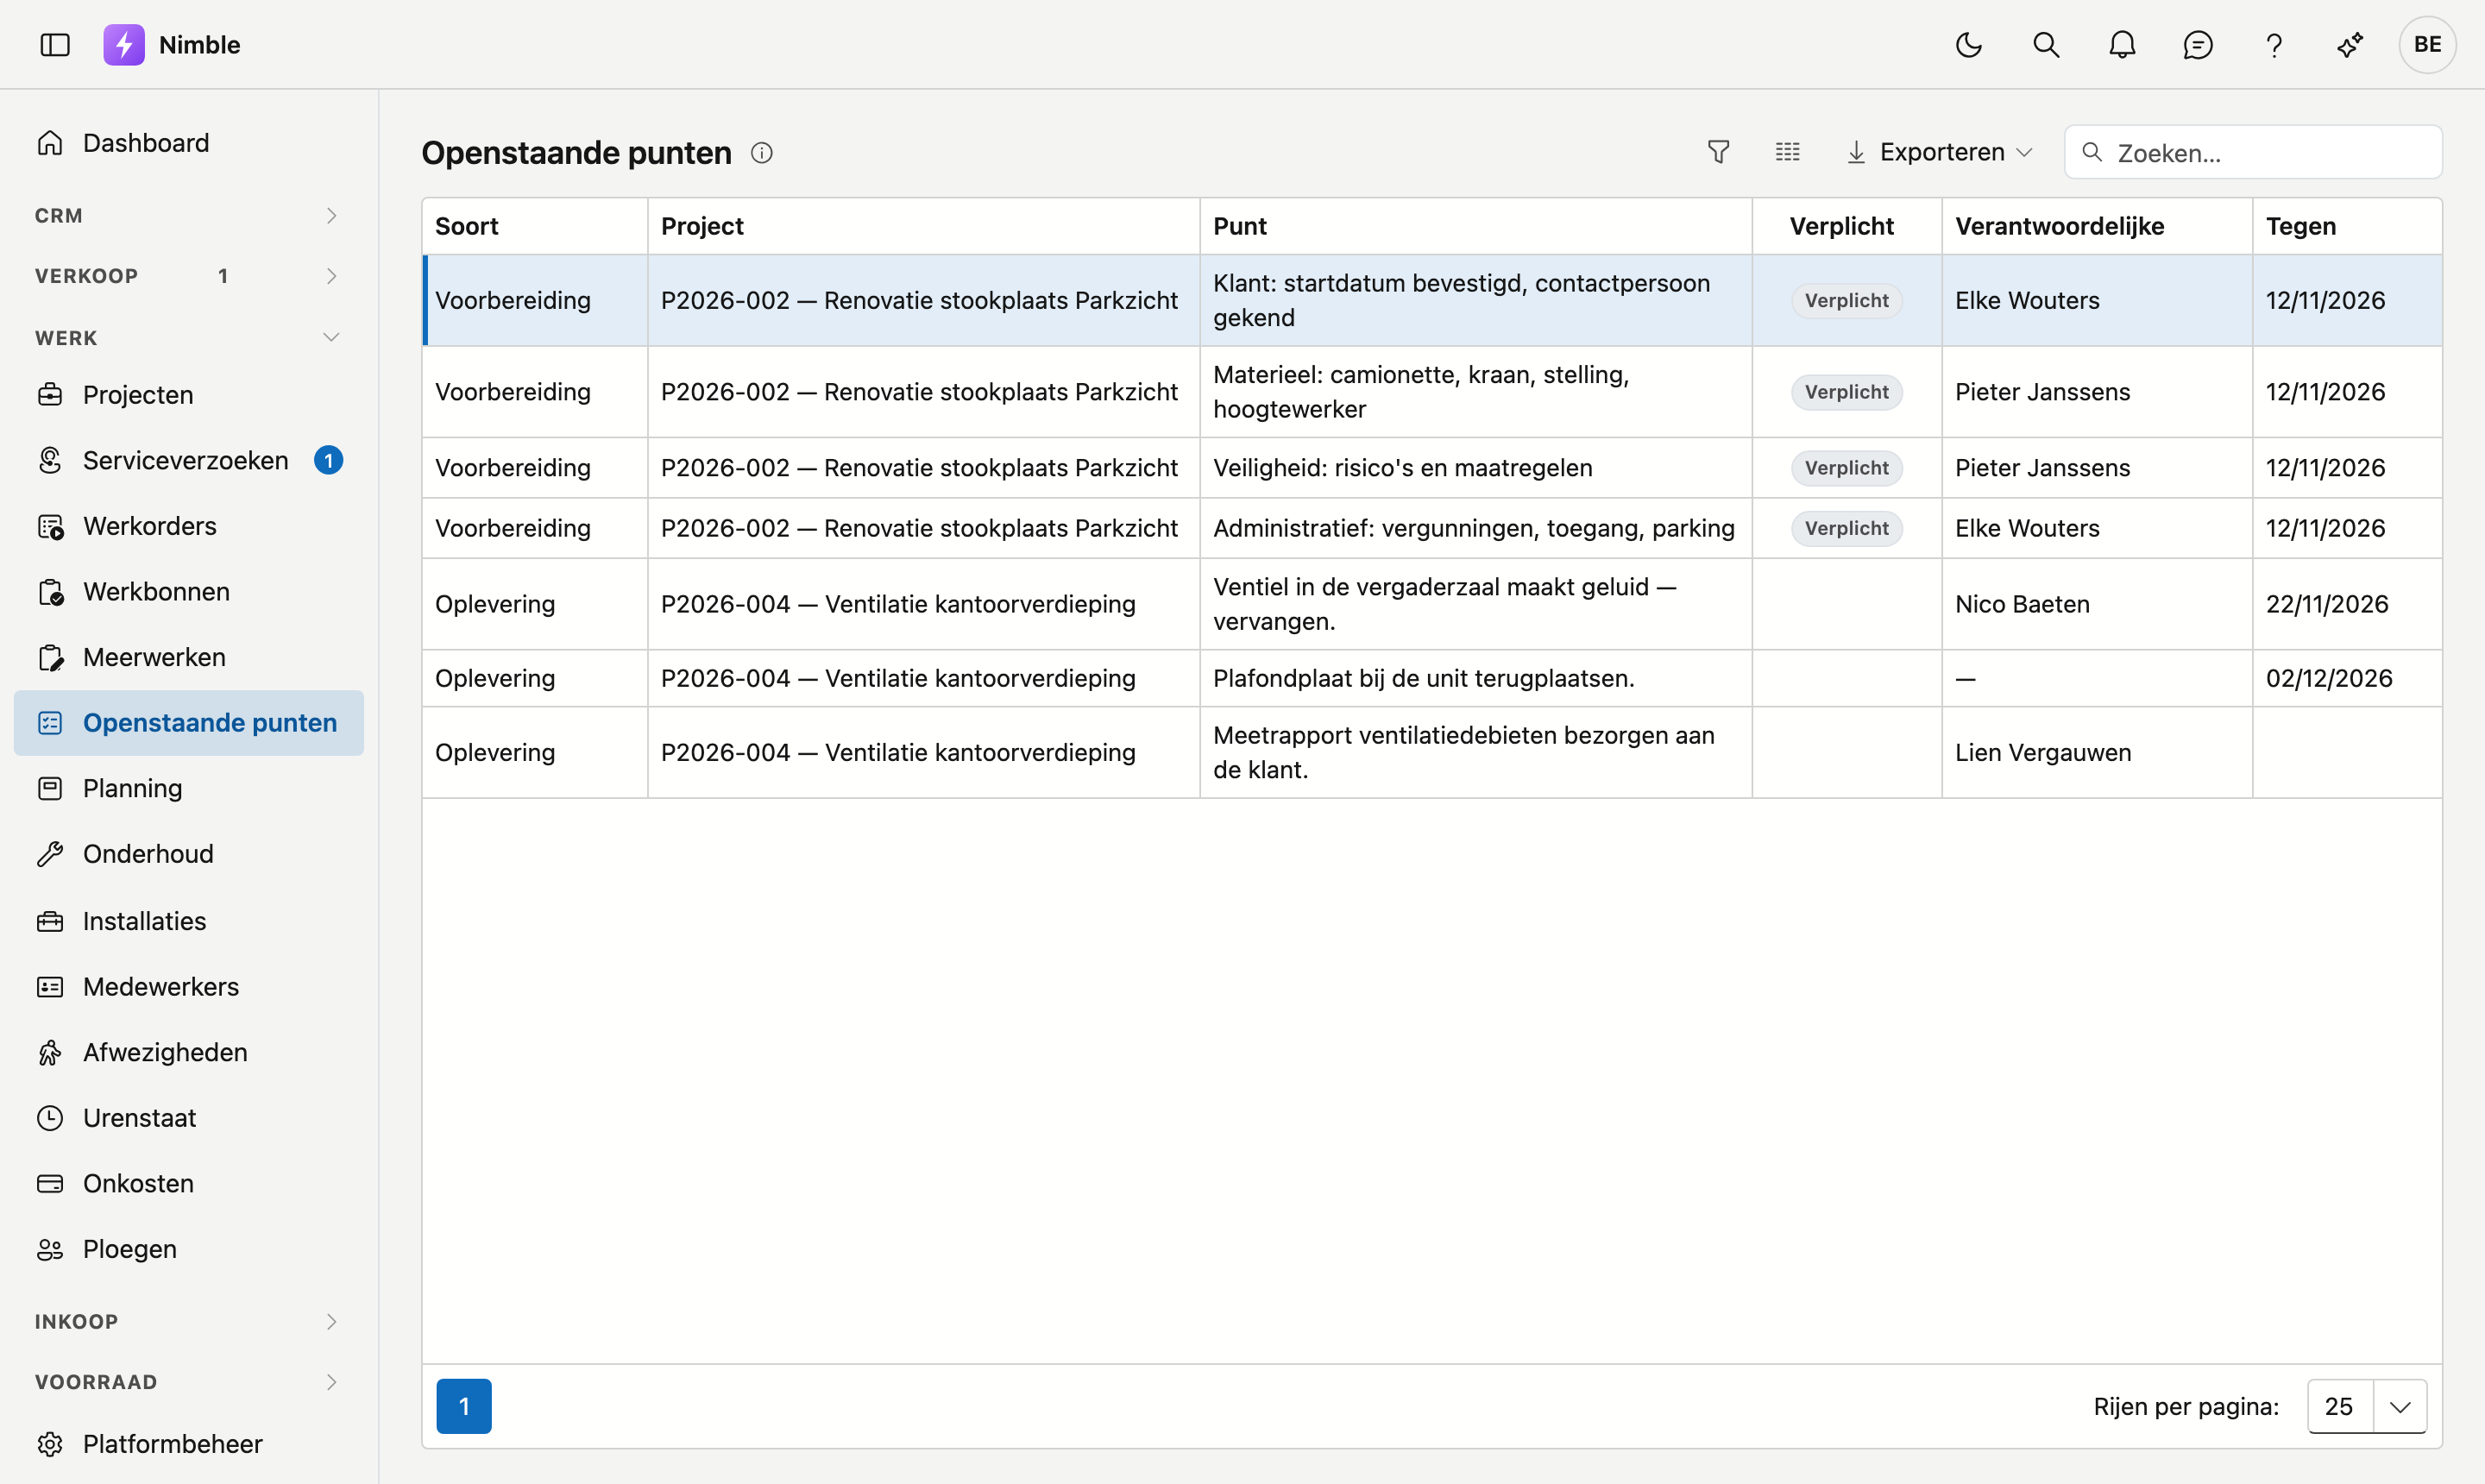 Nimble
BE
Dashboard
CRM
VERKOOP 1
WERK
Projecten
Serviceverzoeken 1
Werkorders
Werkbonnen
Meerwerken
Openstaande punten
Planning
Onderhoud
Installaties
Medewerkers
Afwezigheden
Urenstaat
Onkosten
Ploegen
INKOOP
VOORRAAD
Platformbeheer
Openstaande punten
Exporteren
Zoeken...
Soort Project Punt Verplicht Verantwoordelijke Tegen
Voorbereiding P2026-002 — Renovatie stookplaats Parkzicht Klant: startdatum bevestigd, contactpersoon
gekend Verplicht Elke Wouters 12/11/2026
Voorbereiding P2026-002 — Renovatie stookplaats Parkzicht Materieel: camionette, kraan, stelling,
hoogtewerker Verplicht Pieter Janssens 12/11/2026
Voorbereiding P2026-002 — Renovatie stookplaats Parkzicht Veiligheid: risico's en maatregelen Verplicht Pieter Janssens 12/11/2026
Voorbereiding P2026-002 — Renovatie stookplaats Parkzicht Administratief: vergunningen, toegang, parking Verplicht Elke Wouters 12/11/2026
Oplevering P2026-004 — Ventilatie kantoorverdieping Ventiel in de vergaderzaal maakt geluid —
vervangen. Nico Baeten 22/11/2026
Oplevering P2026-004 — Ventilatie kantoorverdieping Plafondplaat bij de unit terugplaatsen. — 02/12/2026
Oplevering P2026-004 — Ventilatie kantoorverdieping Meetrapport ventilatiedebieten bezorgen aan
de klant. Lien Vergauwen
1
Rijen per pagina: 25